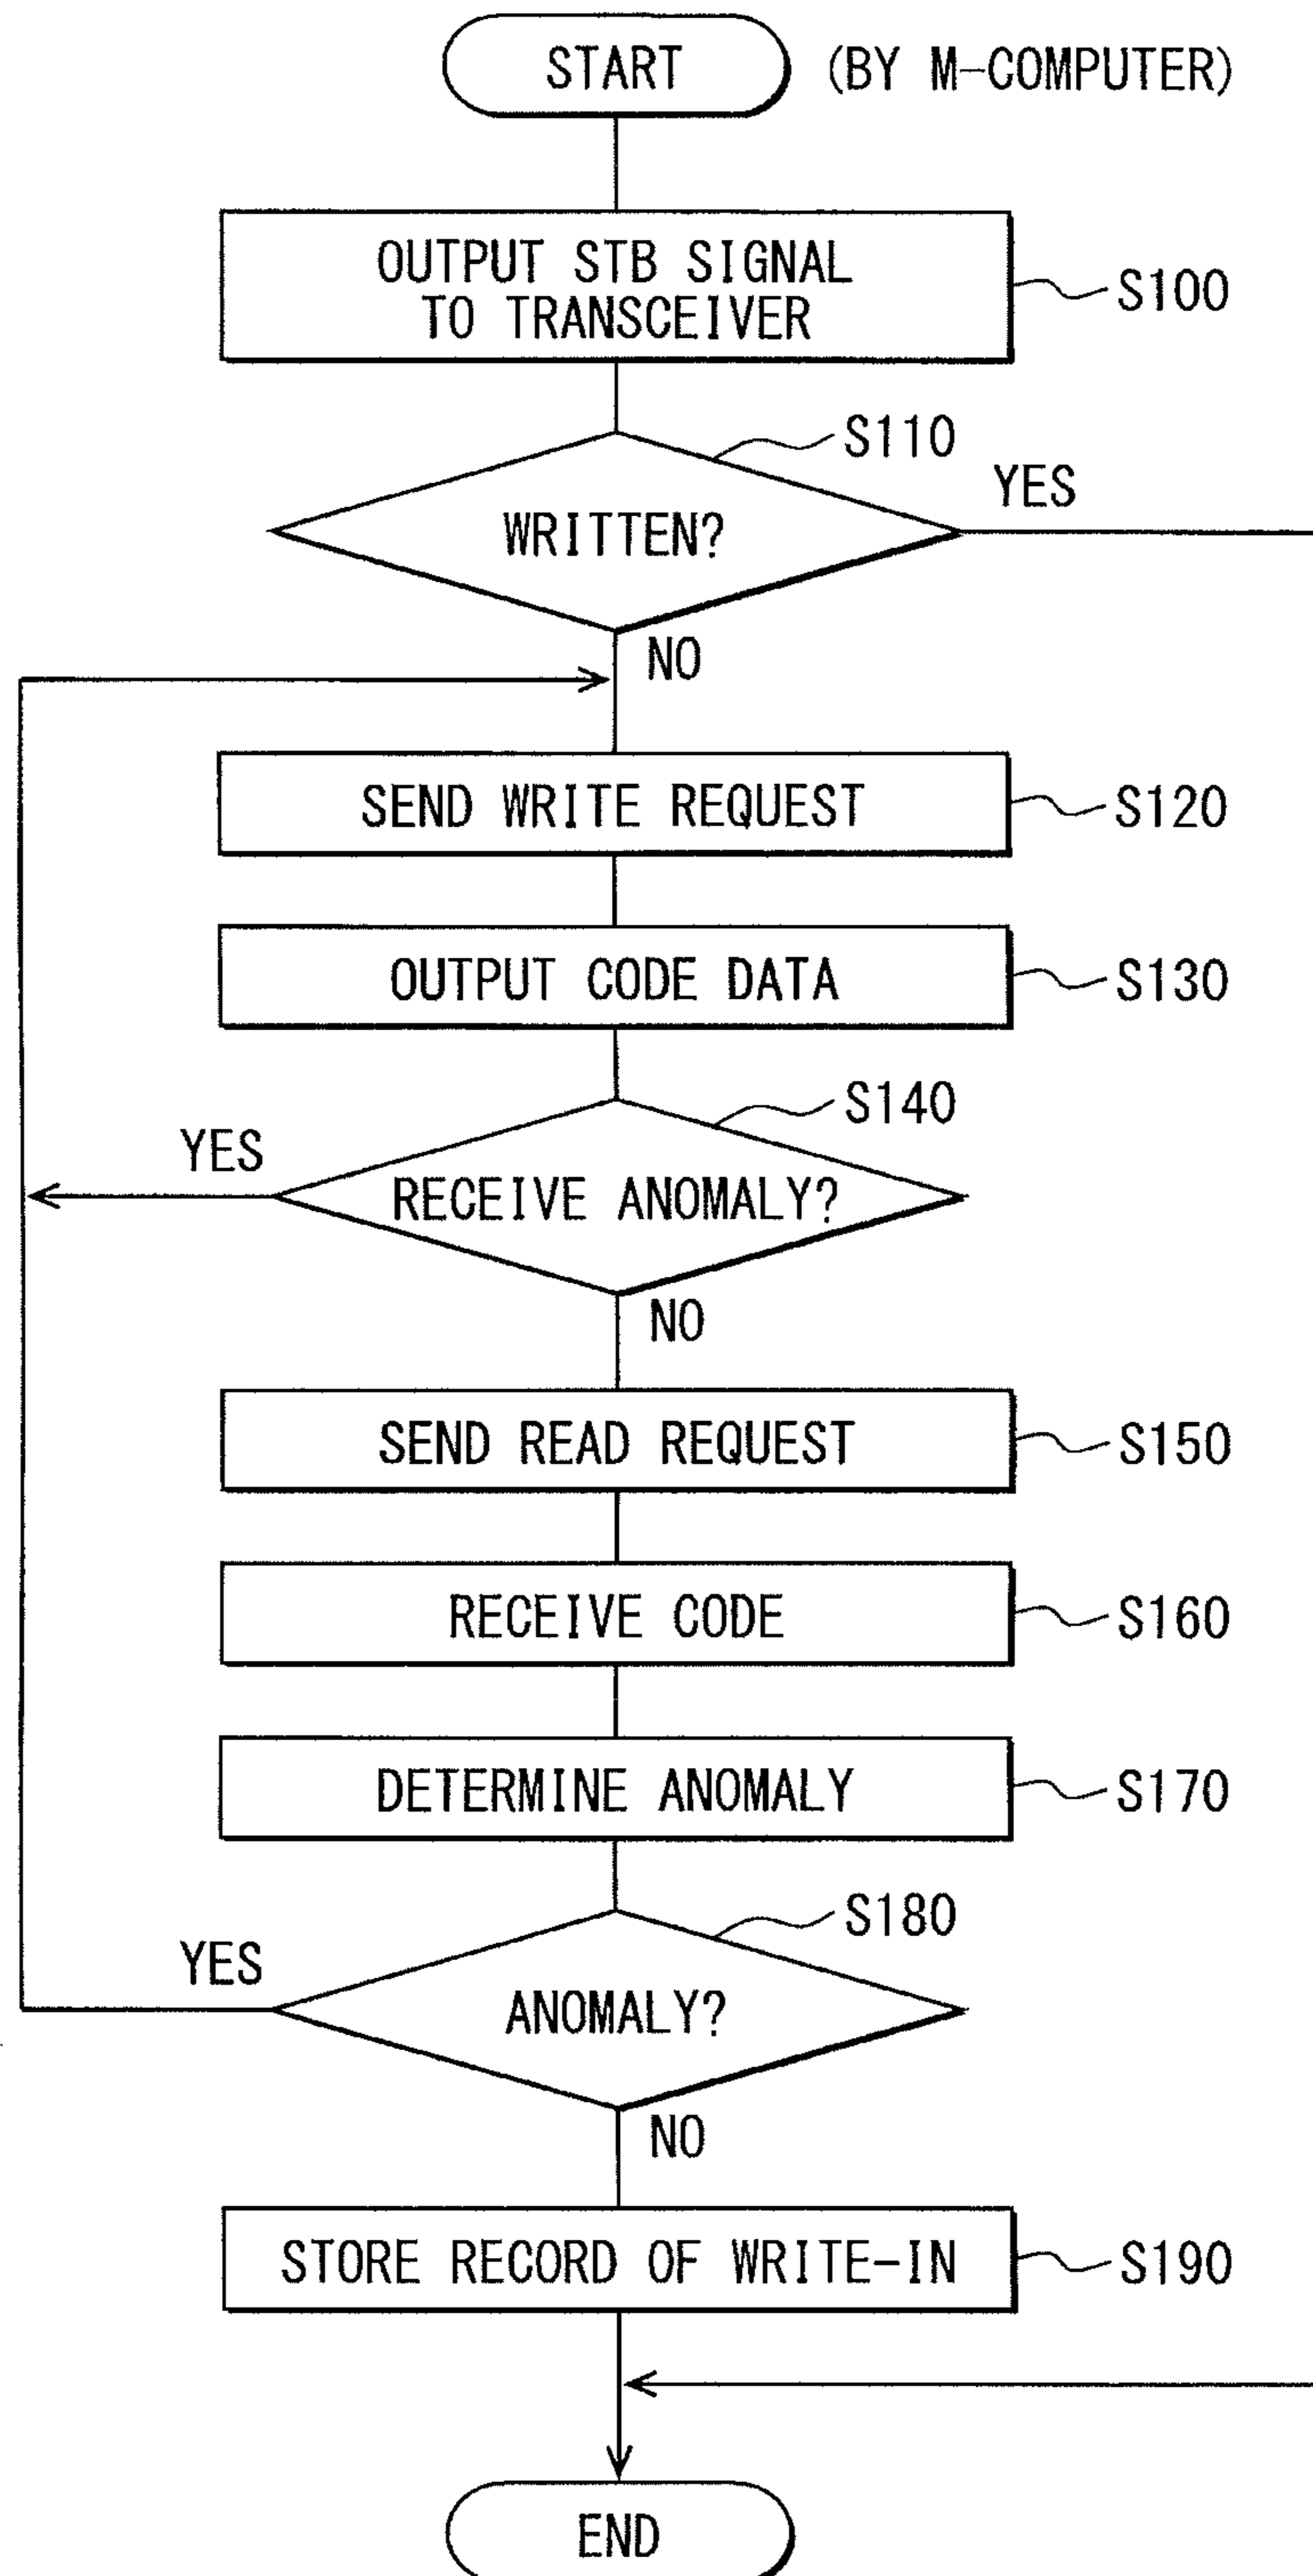 START
(BY M-COMPUTER)
OUTPUT STB SIGNAL
TO TRANSCEIVER
S100
S110
YES
WRITTEN?
NO
SEND WRITE REQUEST
S120
OUTPUT CODE DATA
S130
S140
YES
RECEIVE ANOMALY?
NO
SEND READ REQUEST
S150
RECEIVE CODE
S160
DETERMINE ANOMALY
S170
S180
YES
ANOMALY?
NO
STORE RECORD OF WRITE-IN
S190
END